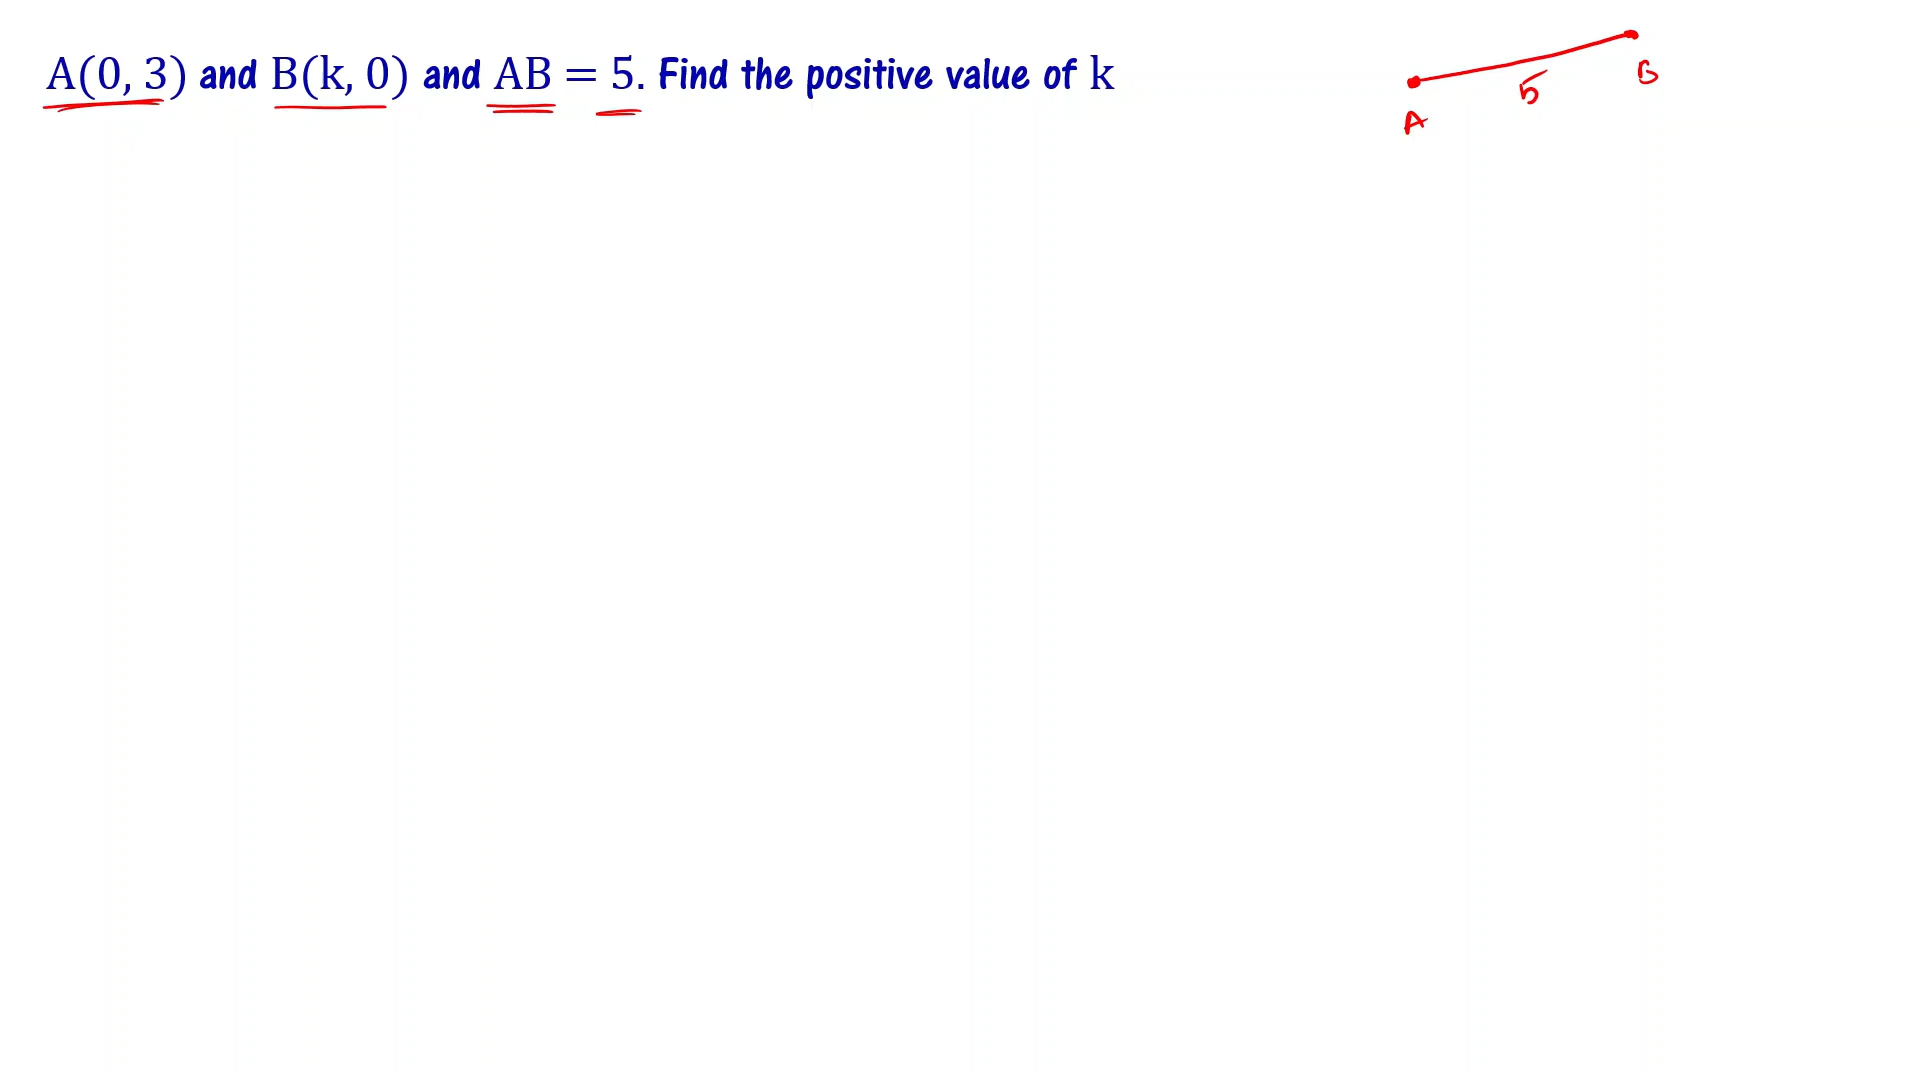 A(0, 3) and B(k, 0) and AB = 5. Find the positive value of k
A
5
B